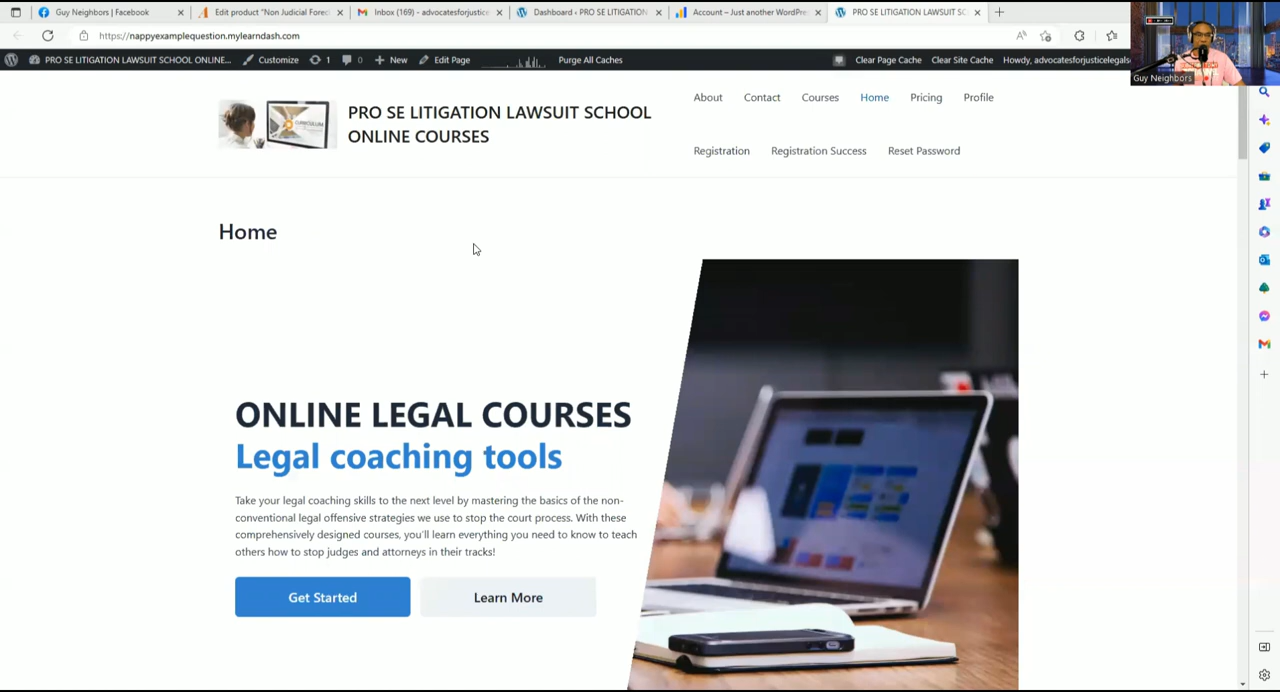 Guy Neighbors | Facebook
Edit product "Non Judicial Forec
Inbox (169) - advocatesforjustice
Dashboard ‹ PRO SE LITIGATION
Account – Just another WordPre
PRO SE LITIGATION LAWSUIT SC
https://nappyexamplequestion.mylearndash.com
PRO SE LITIGATION LAWSUIT SCHOOL ONLINE...
Customize
1
0
New
Edit Page
Purge All Caches
Clear Page Cache
Clear Site Cache
Howdy, advocatesforjusticelegals
Guy Neighbors
PRO SE LITIGATION LAWSUIT SCHOOL
ONLINE COURSES
About Contact Courses Home Pricing Profile
Registration Registration Success Reset Password
Home
ONLINE LEGAL COURSES
Legal coaching tools
Take your legal coaching skills to the next level by mastering the basics of the non-
conventional legal offensive strategies we use to stop the court process. With these
comprehensively designed courses, you'll learn everything you need to know to teach
others how to stop judges and attorneys in their tracks!
Get Started
Learn More